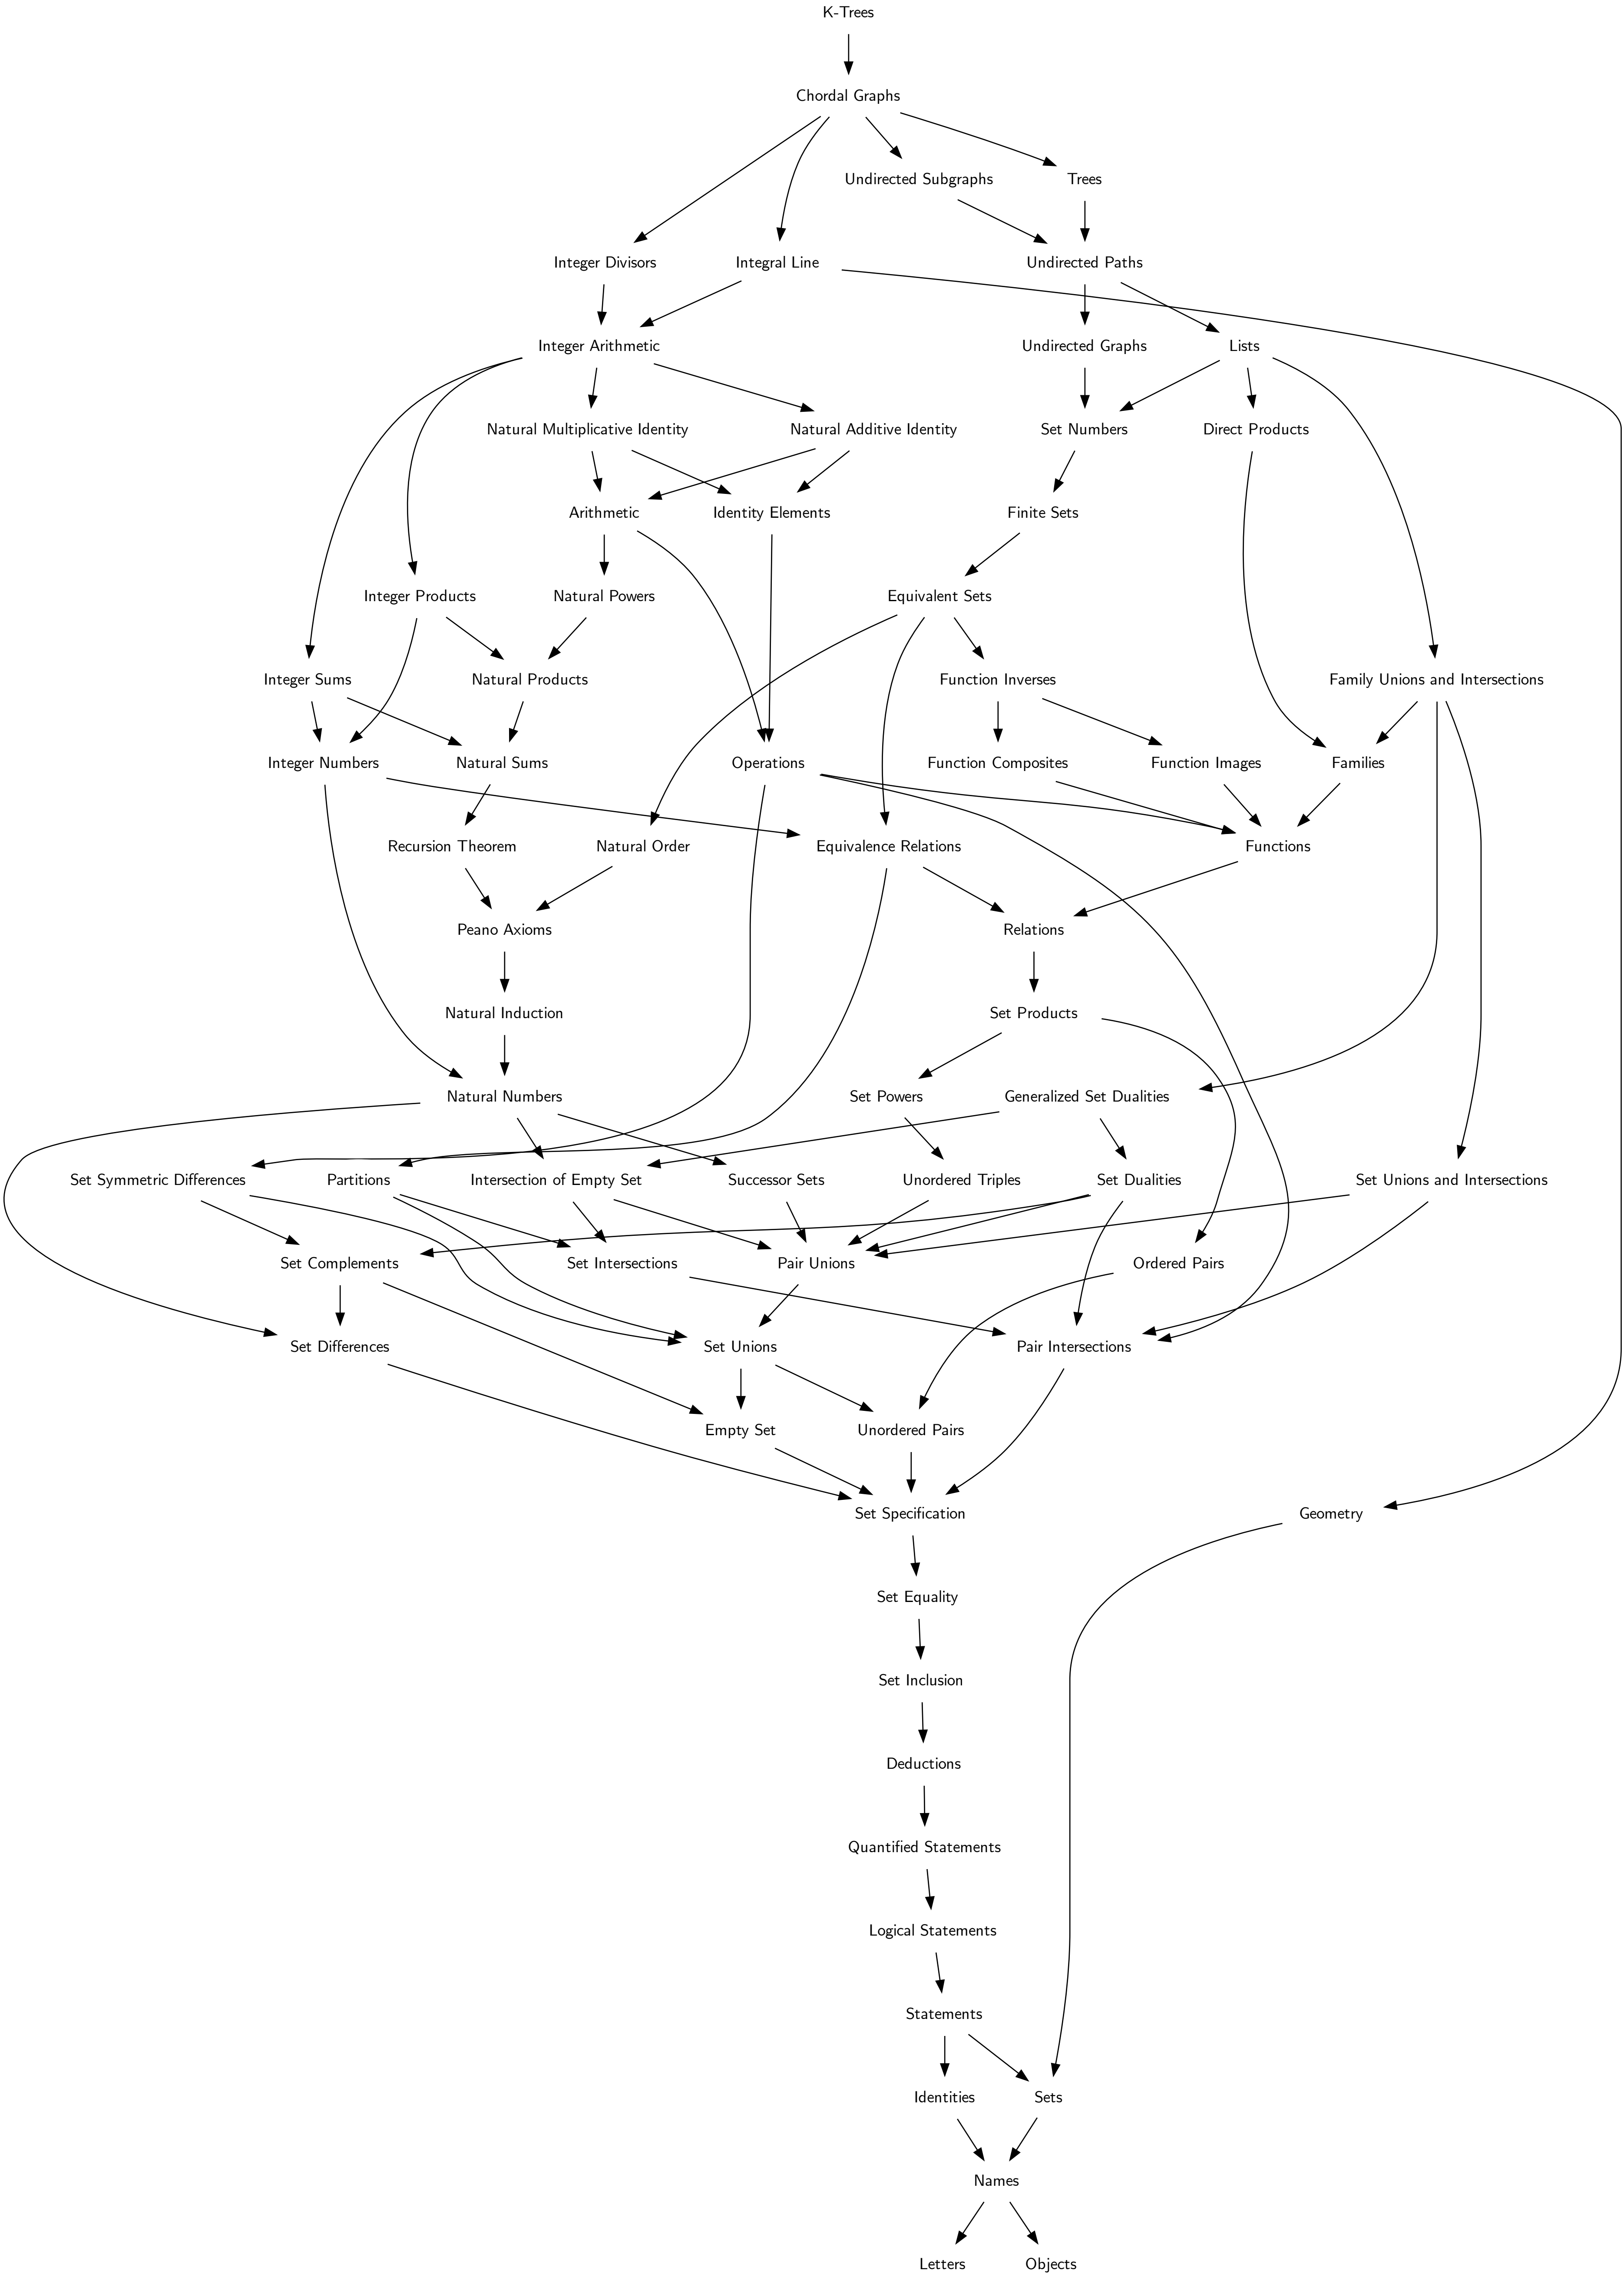 K-Trees
Chordal Graphs
Undirected Subgraphs
Trees
Integer Divisors
Integral Line
Undirected Paths
Integer Arithmetic
Undirected Graphs
Lists
Natural Multiplicative Identity
Natural Additive Identity
Set Numbers
Direct Products
Arithmetic
Identity Elements
Finite Sets
Integer Products
Natural Powers
Equivalent Sets
Integer Sums
Natural Products
Function Inverses
Family Unions and Intersections
Integer Numbers
Natural Sums
Operations
Function Composites
Function Images
Families
Recursion Theorem
Natural Order
Equivalence Relations
Functions
Peano Axioms
Relations
Natural Induction
Set Products
Natural Numbers
Set Powers
Generalized Set Dualities
Set Symmetric Differences
Partitions
Intersection of Empty Set
Successor Sets
Unordered Triples
Set Dualities
Set Unions and Intersections
Set Complements
Set Intersections
Pair Unions
Ordered Pairs
Set Differences
Set Unions
Pair Intersections
Empty Set
Unordered Pairs
Set Specification
Geometry
Set Equality
Set Inclusion
Deductions
Quantified Statements
Logical Statements
Statements
Identities
Sets
Names
Letters
Objects